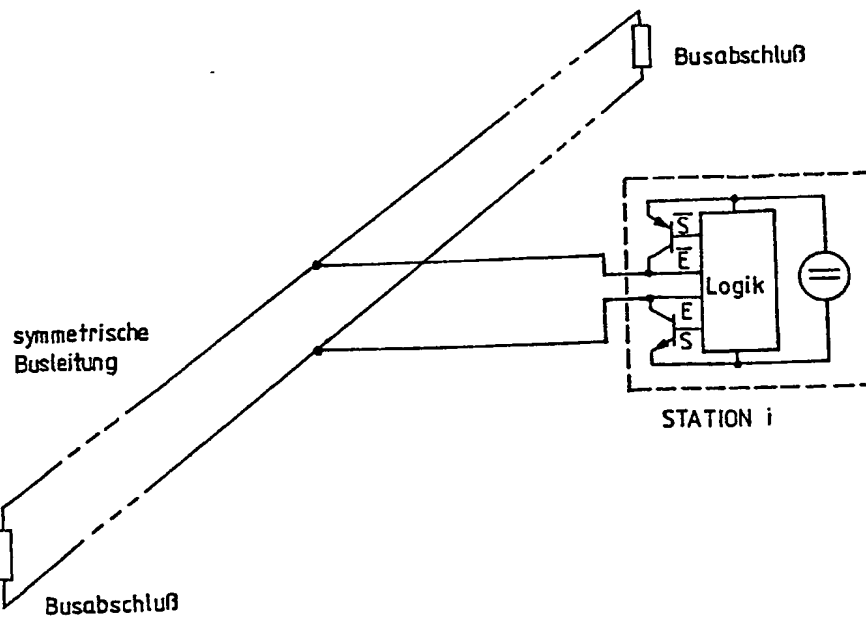 Busabschluß
S̅
E̅
Logik
E
S
symmetrische
Busleitung
STATION i
Busabschluß